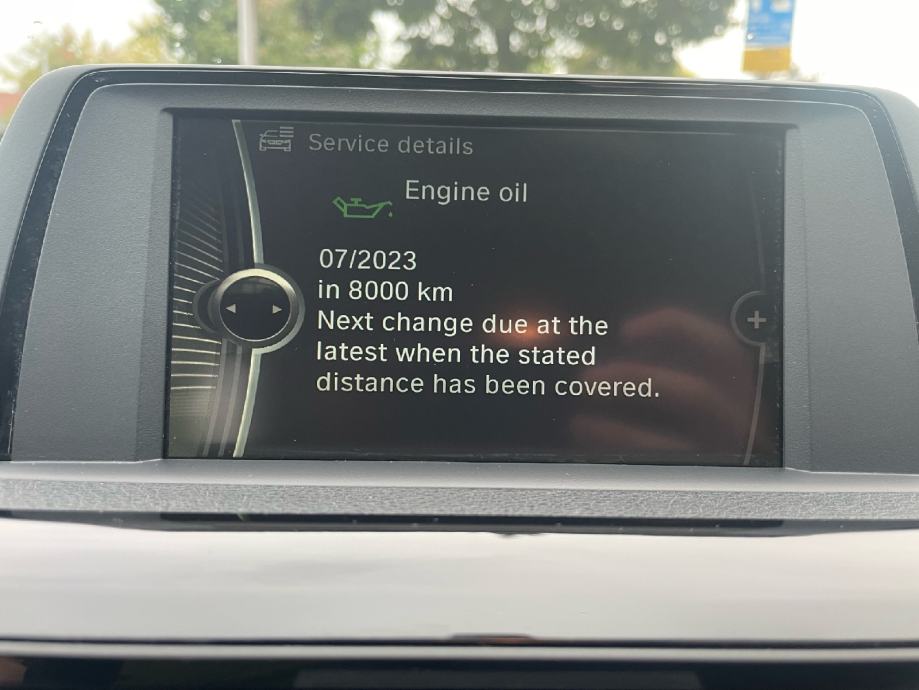 Service details
Engine oil
07/2023
in 8000 km
Next change due at the
latest when the stated
distance has been covered.